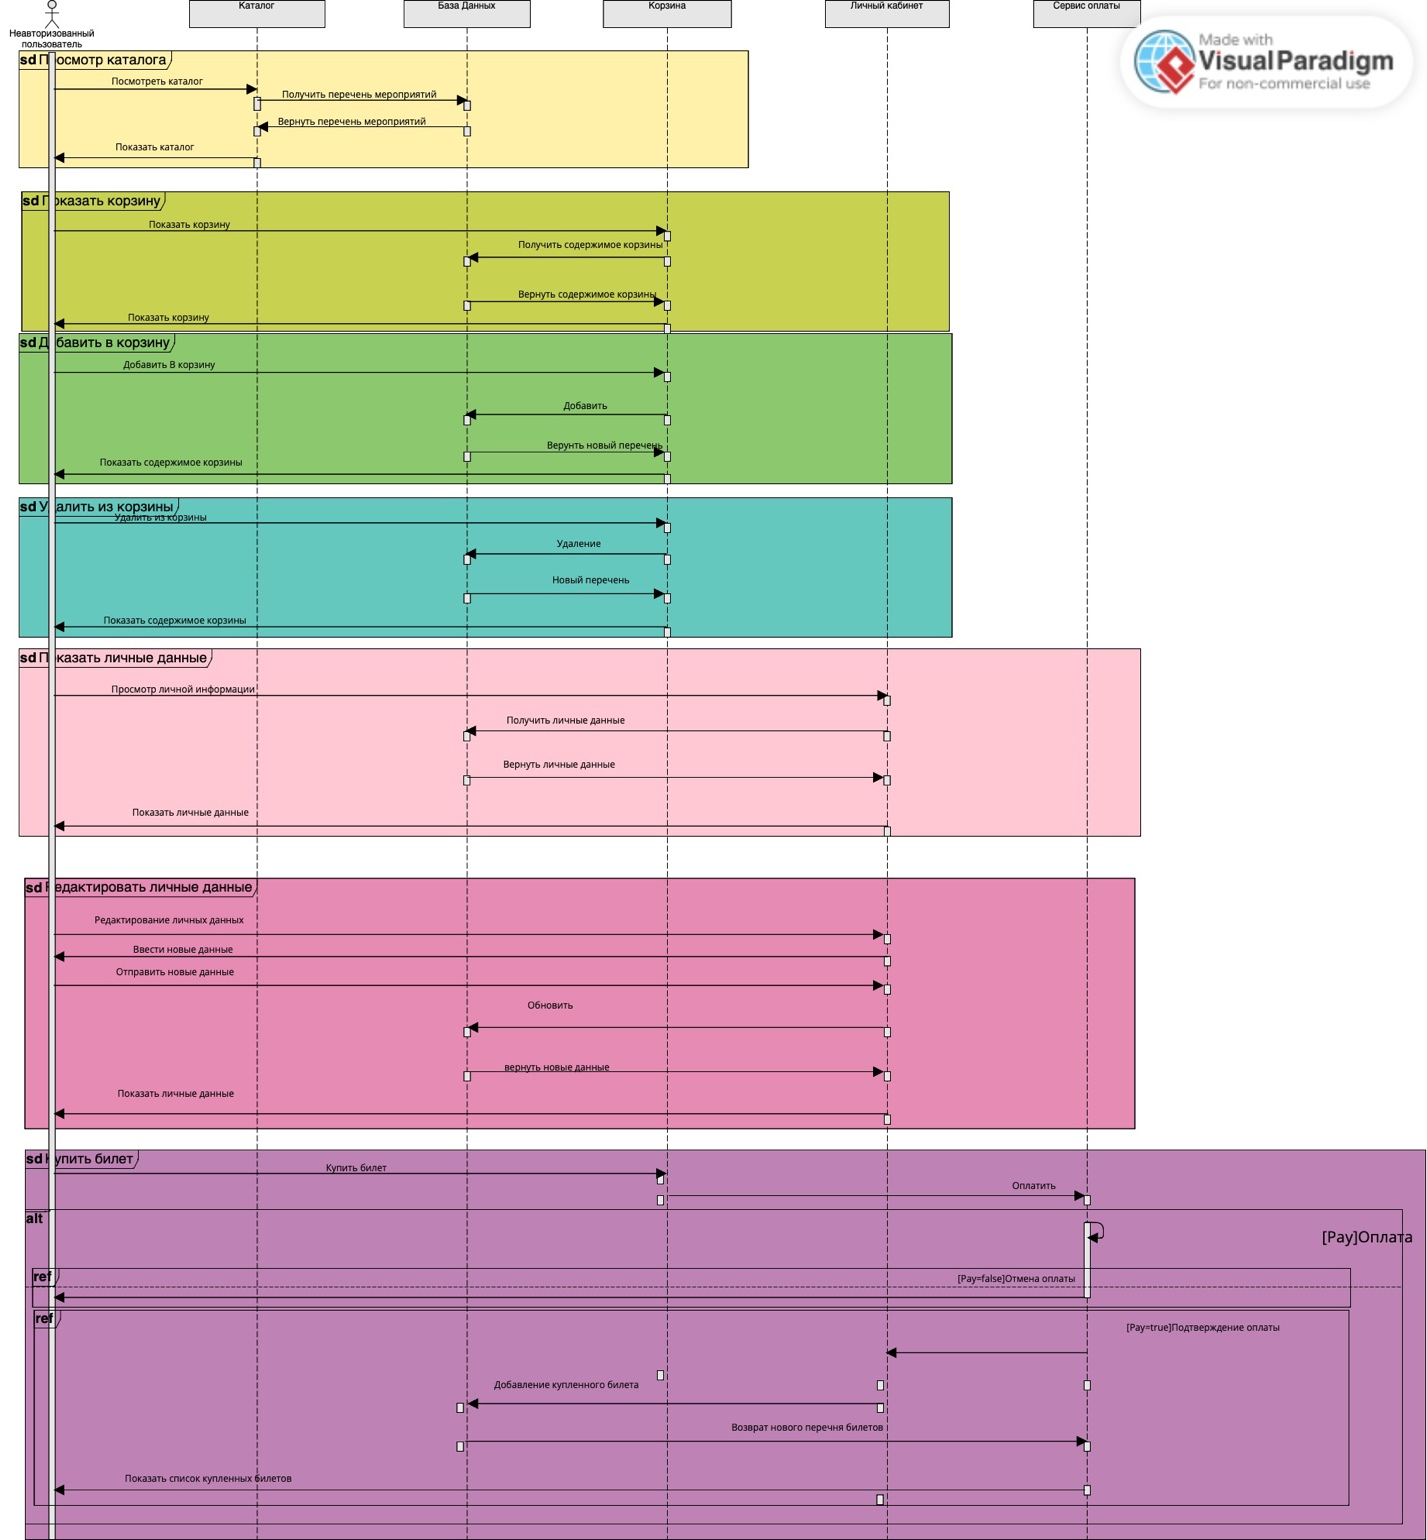 Каталог
База Данных
Корзина
Личный кабинет
Сервис оплаты
Неавторизованный
пользователь
Made with
Visual Paradigm
For non-commercial use
sd Просмотр каталога
Посмотреть каталог
Получить перечень мероприятий
Вернуть перечень мероприятий
Показать каталог
sd Показать корзину
Показать корзину
Получить содержимое корзины
Вернуть содержимое корзины
Показать корзину
sd Добавить в корзину
Добавить В корзину
Добавить
Верунть новый перечень
Показать содержимое корзины
sd Удалить из корзины
Удалить из корзины
Удаление
Новый перечень
Показать содержимое корзины
sd Показать личные данные
Просмотр личной информации
Получить личные данные
Вернуть личные данные
Показать личные данные
sd Редактировать личные данные
Редактирование личных данных
Ввести новые данные
Отправить новые данные
Обновить
вернуть новые данные
Показать личные данные
sd Купить билет
Купить билет
Оплатить
alt
[Pay]Оплата
ref
[Pay=false]Отмена оплаты
ref
[Pay=true]Подтверждение оплаты
Добавление купленного билета
Возврат нового перечня билетов
Показать список купленных билетов